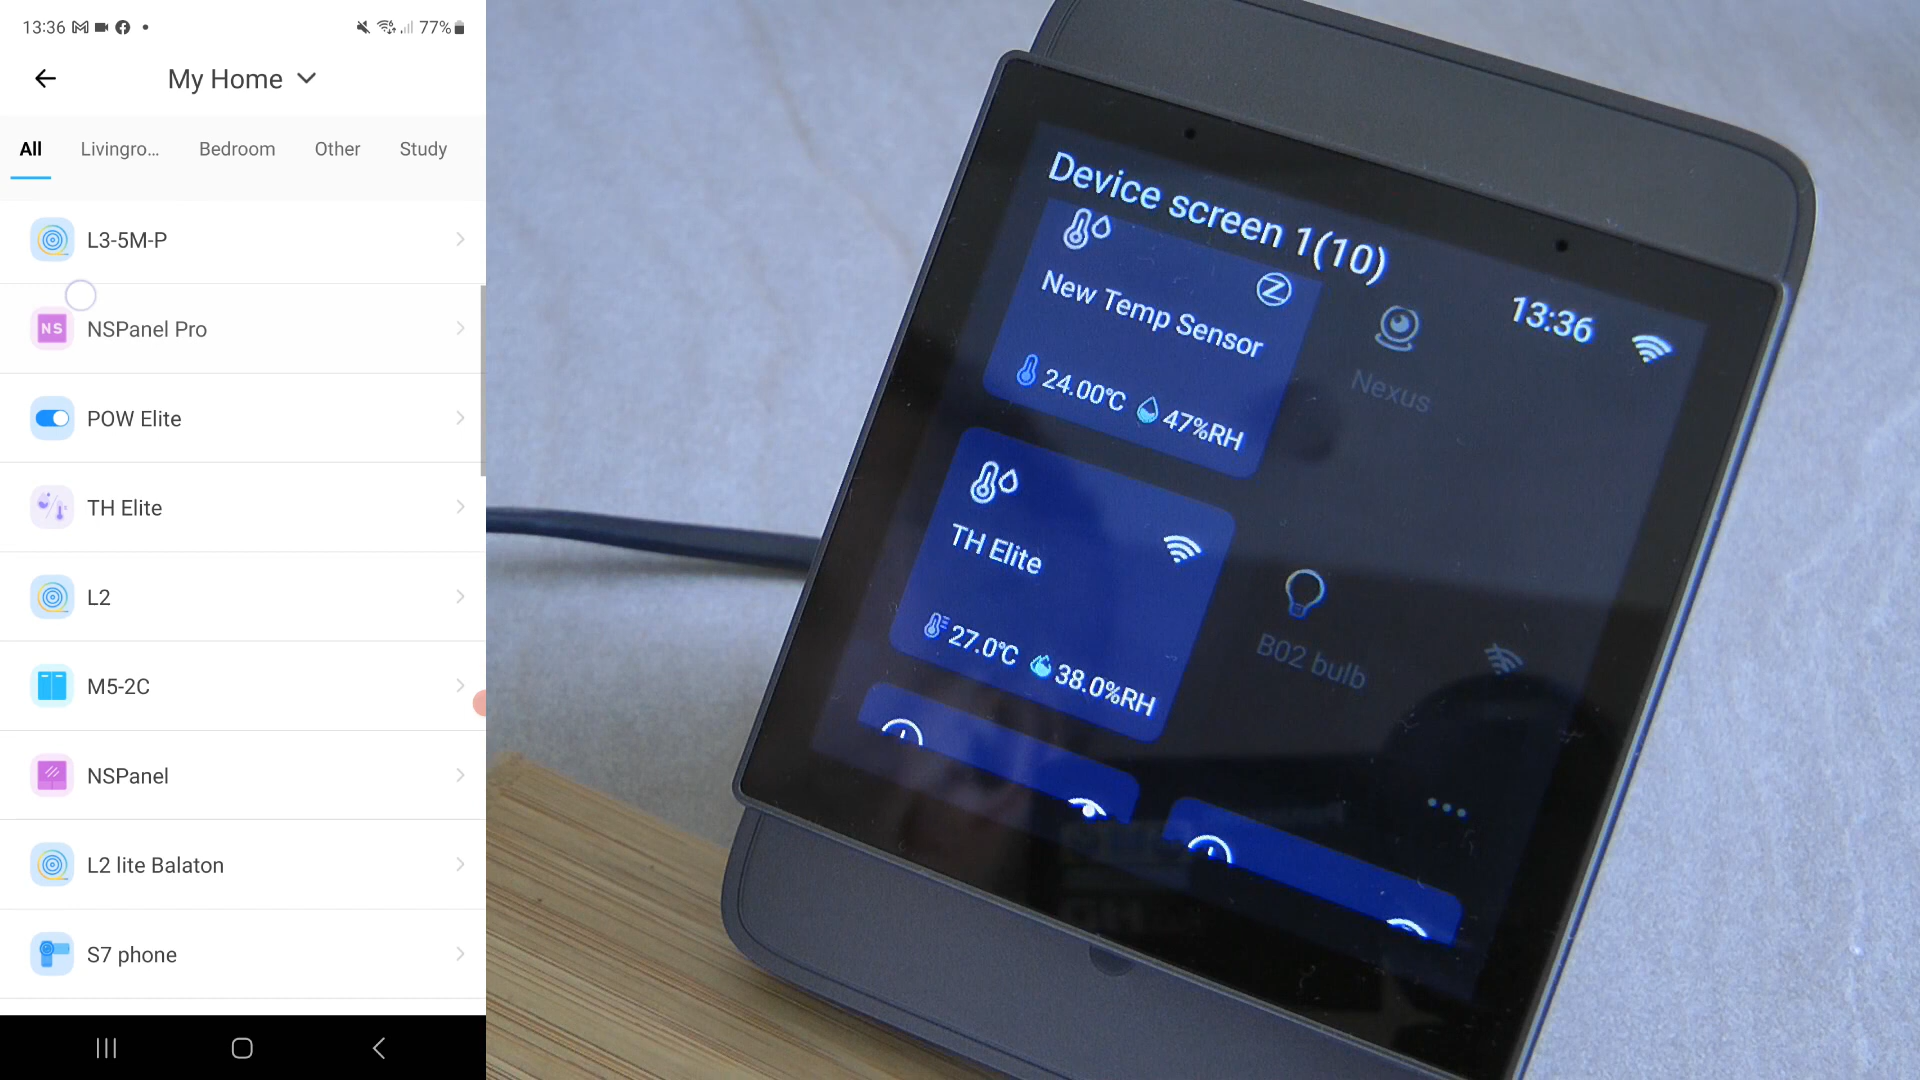 13:36
77%
My Home
All
Livingro...
Bedroom
Other
Study
L3-5M-P
NS
NSPanel Pro
POW Elite
TH Elite
L2
M5-2C
NSPanel
L2 lite Balaton
S7 phone
Device screen 1(10)
13:36
New Temp Sensor
24.00℃ 47%RH
Nexus
TH Elite
27.0℃ 38.0%RH
B02 bulb